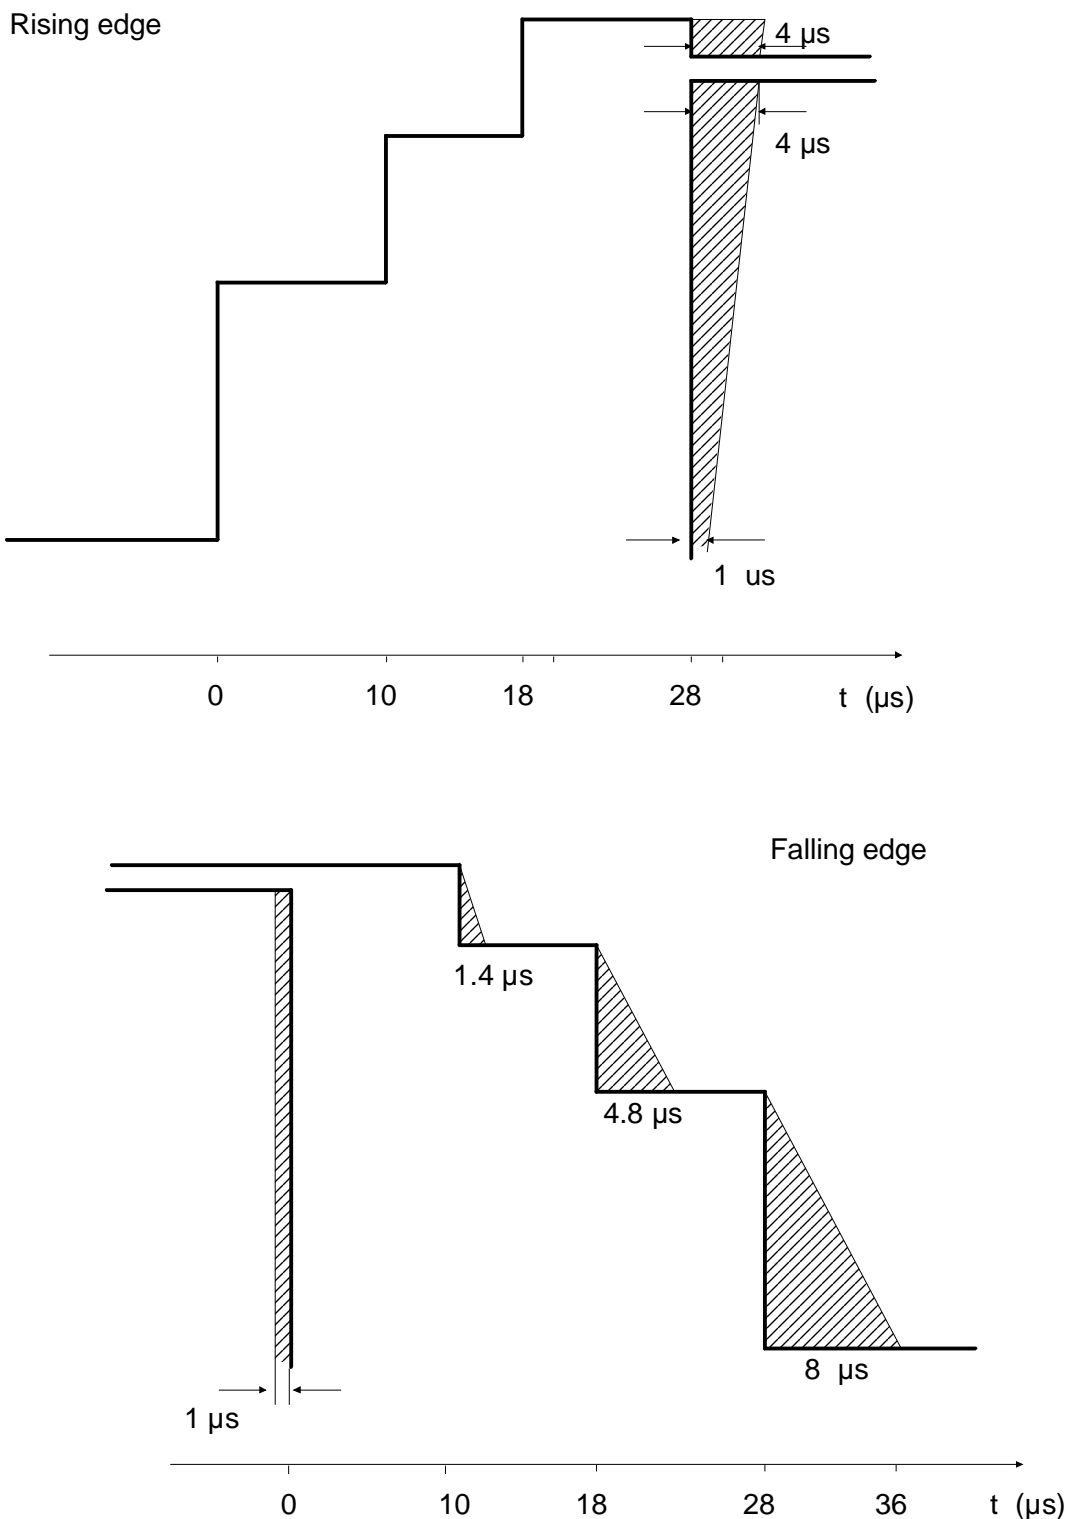 Rising edge
4 µs
4 µs
1 us
0 10 18 28 t (µs)
Falling edge
1.4 µs
4.8 µs
8 µs
1 µs
0 10 18 28 36 t (µs)